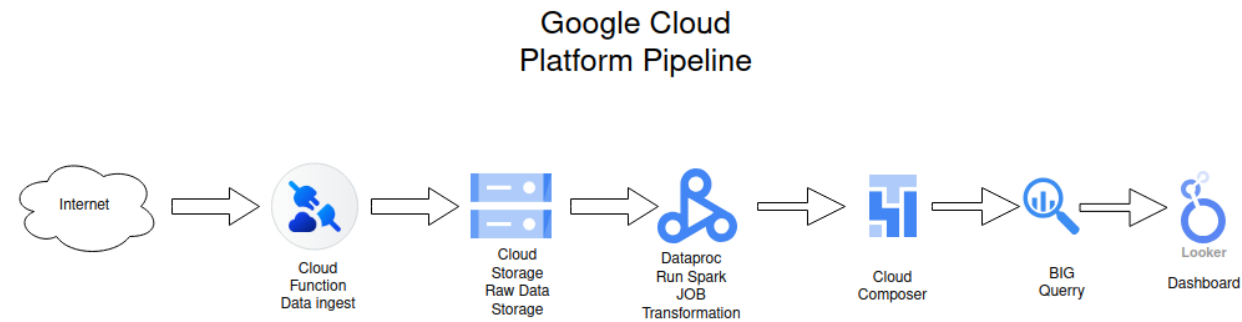 Google Cloud
Platform Pipeline
Internet
Cloud
Function
Data ingest
Cloud
Storage
Raw Data
Storage
Dataproc
Run Spark
JOB
Transformation
Cloud
Composer
BIG
Querry
Looker
Dashboard